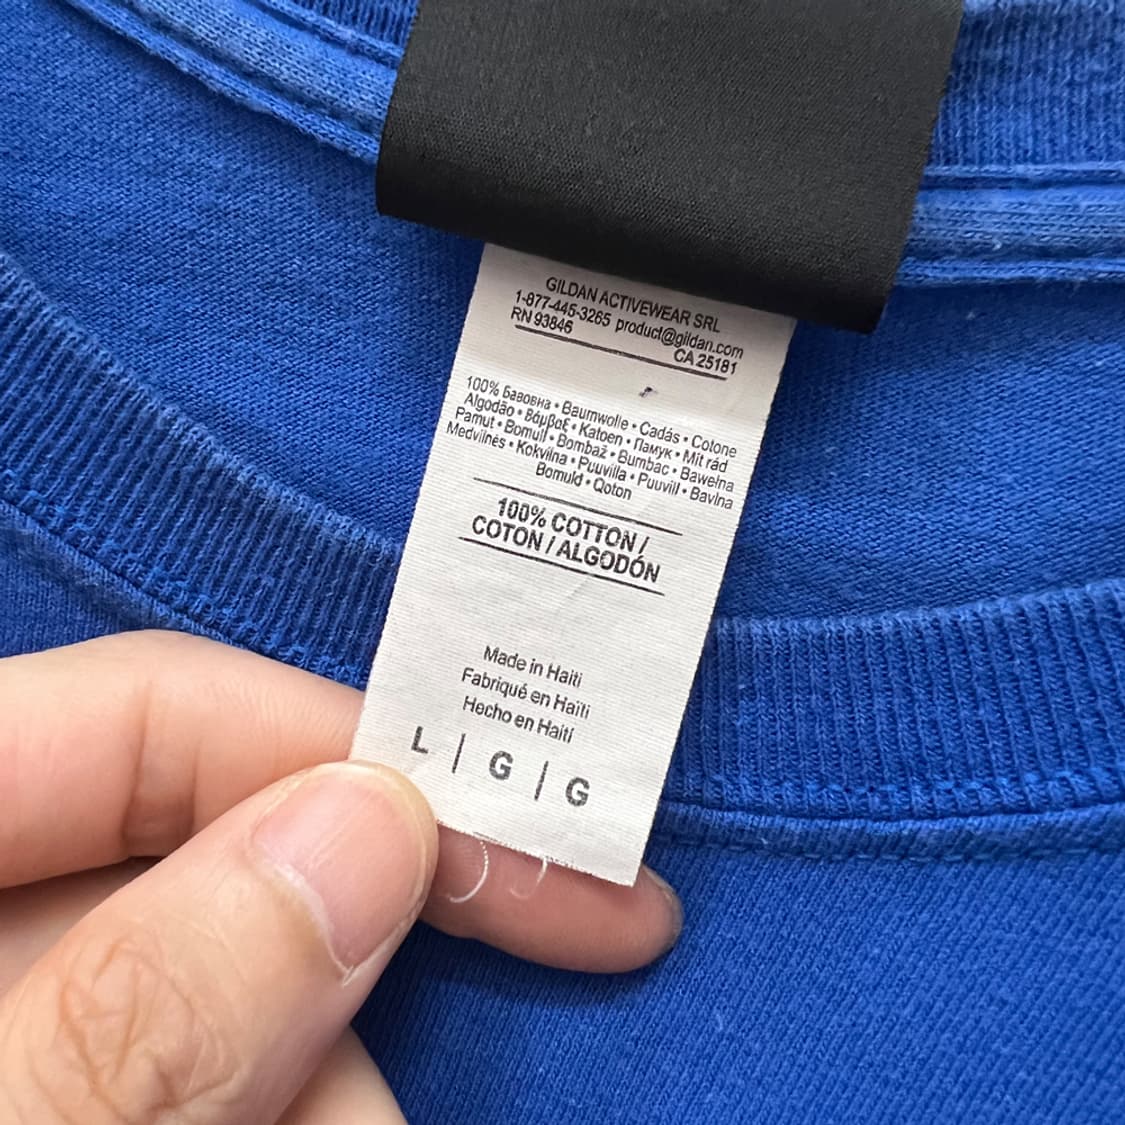 GILDAN ACTIVEWEAR SRL
1-877-445-3265 product@gildan.com
RN 93846 CA 25181
100% Бавовна • Baumwolle • Cadás • Cotone
Algodão • Βάμβαξ • Katoen • Памук • Mit rád
Pamut • Bomull • Bombaž • Bumbac • Bawełna
Medvilnės • Kokvilna • Puuvilla • Puuvill • Bavlna
Bomuld • Qoton
100% COTTON /
COTON / ALGODÓN
Made in Haiti
Fabriqué en Haïti
Hecho en Haití
L | G | G